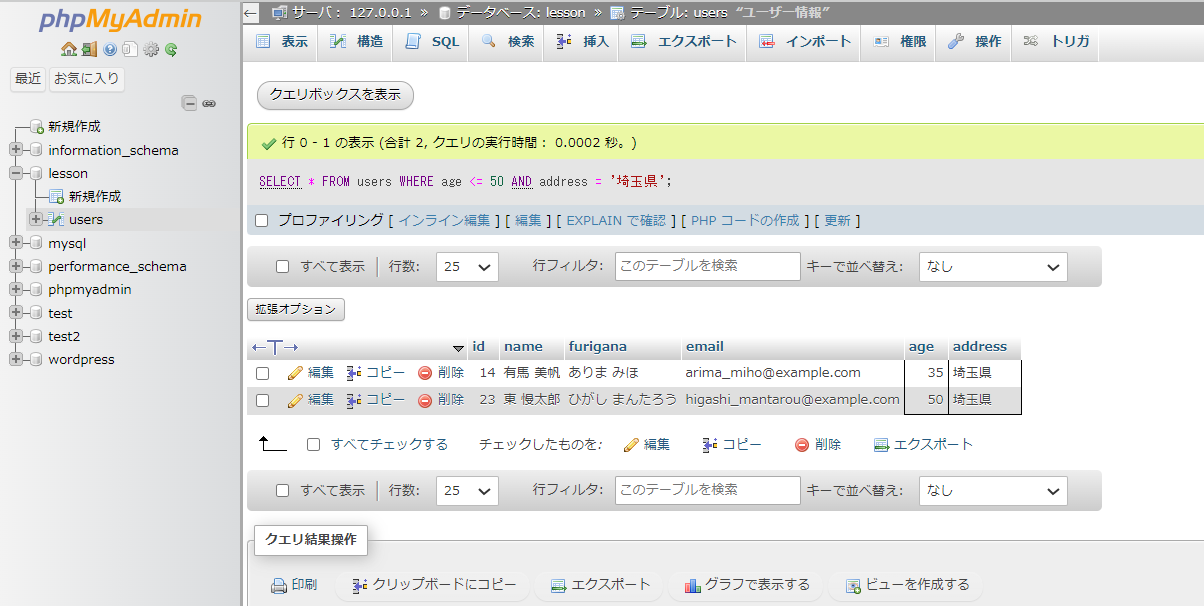 phpMyAdmin
最近 お気に入り
新規作成
information_schema
lesson
新規作成
users
mysql
performance_schema
phpmyadmin
test
test2
wordpress
サーバ： 127.0.0.1 » データベース: lesson » テーブル: users “ユーザー情報”
表示 構造 SQL 検索 挿入 エクスポート インポート 権限 操作 トリガ
クエリボックスを表示
行 0 - 1 の表示 (合計 2, クエリの実行時間： 0.0002 秒。)
SELECT * FROM users WHERE age <= 50 AND address = '埼玉県';
プロファイリング [ インライン編集 ] [ 編集 ] [ EXPLAIN で確認 ] [ PHP コードの作成 ] [ 更新 ]
すべて表示 行数: 25 行フィルタ: このテーブルを検索 キーで並べ替え: なし
拡張オプション
←T→ id name furigana email age address
編集 コピー 削除 14 有馬 美帆 ありま みほ arima_miho@example.com 35 埼玉県
編集 コピー 削除 23 東 慢太郎 ひがし まんたろう higashi_mantarou@example.com 50 埼玉県
すべてチェックする チェックしたものを: 編集 コピー 削除 エクスポート
すべて表示 行数: 25 行フィルタ: このテーブルを検索 キーで並べ替え: なし
クエリ結果操作
印刷 クリップボードにコピー エクスポート グラフで表示する ビューを作成する